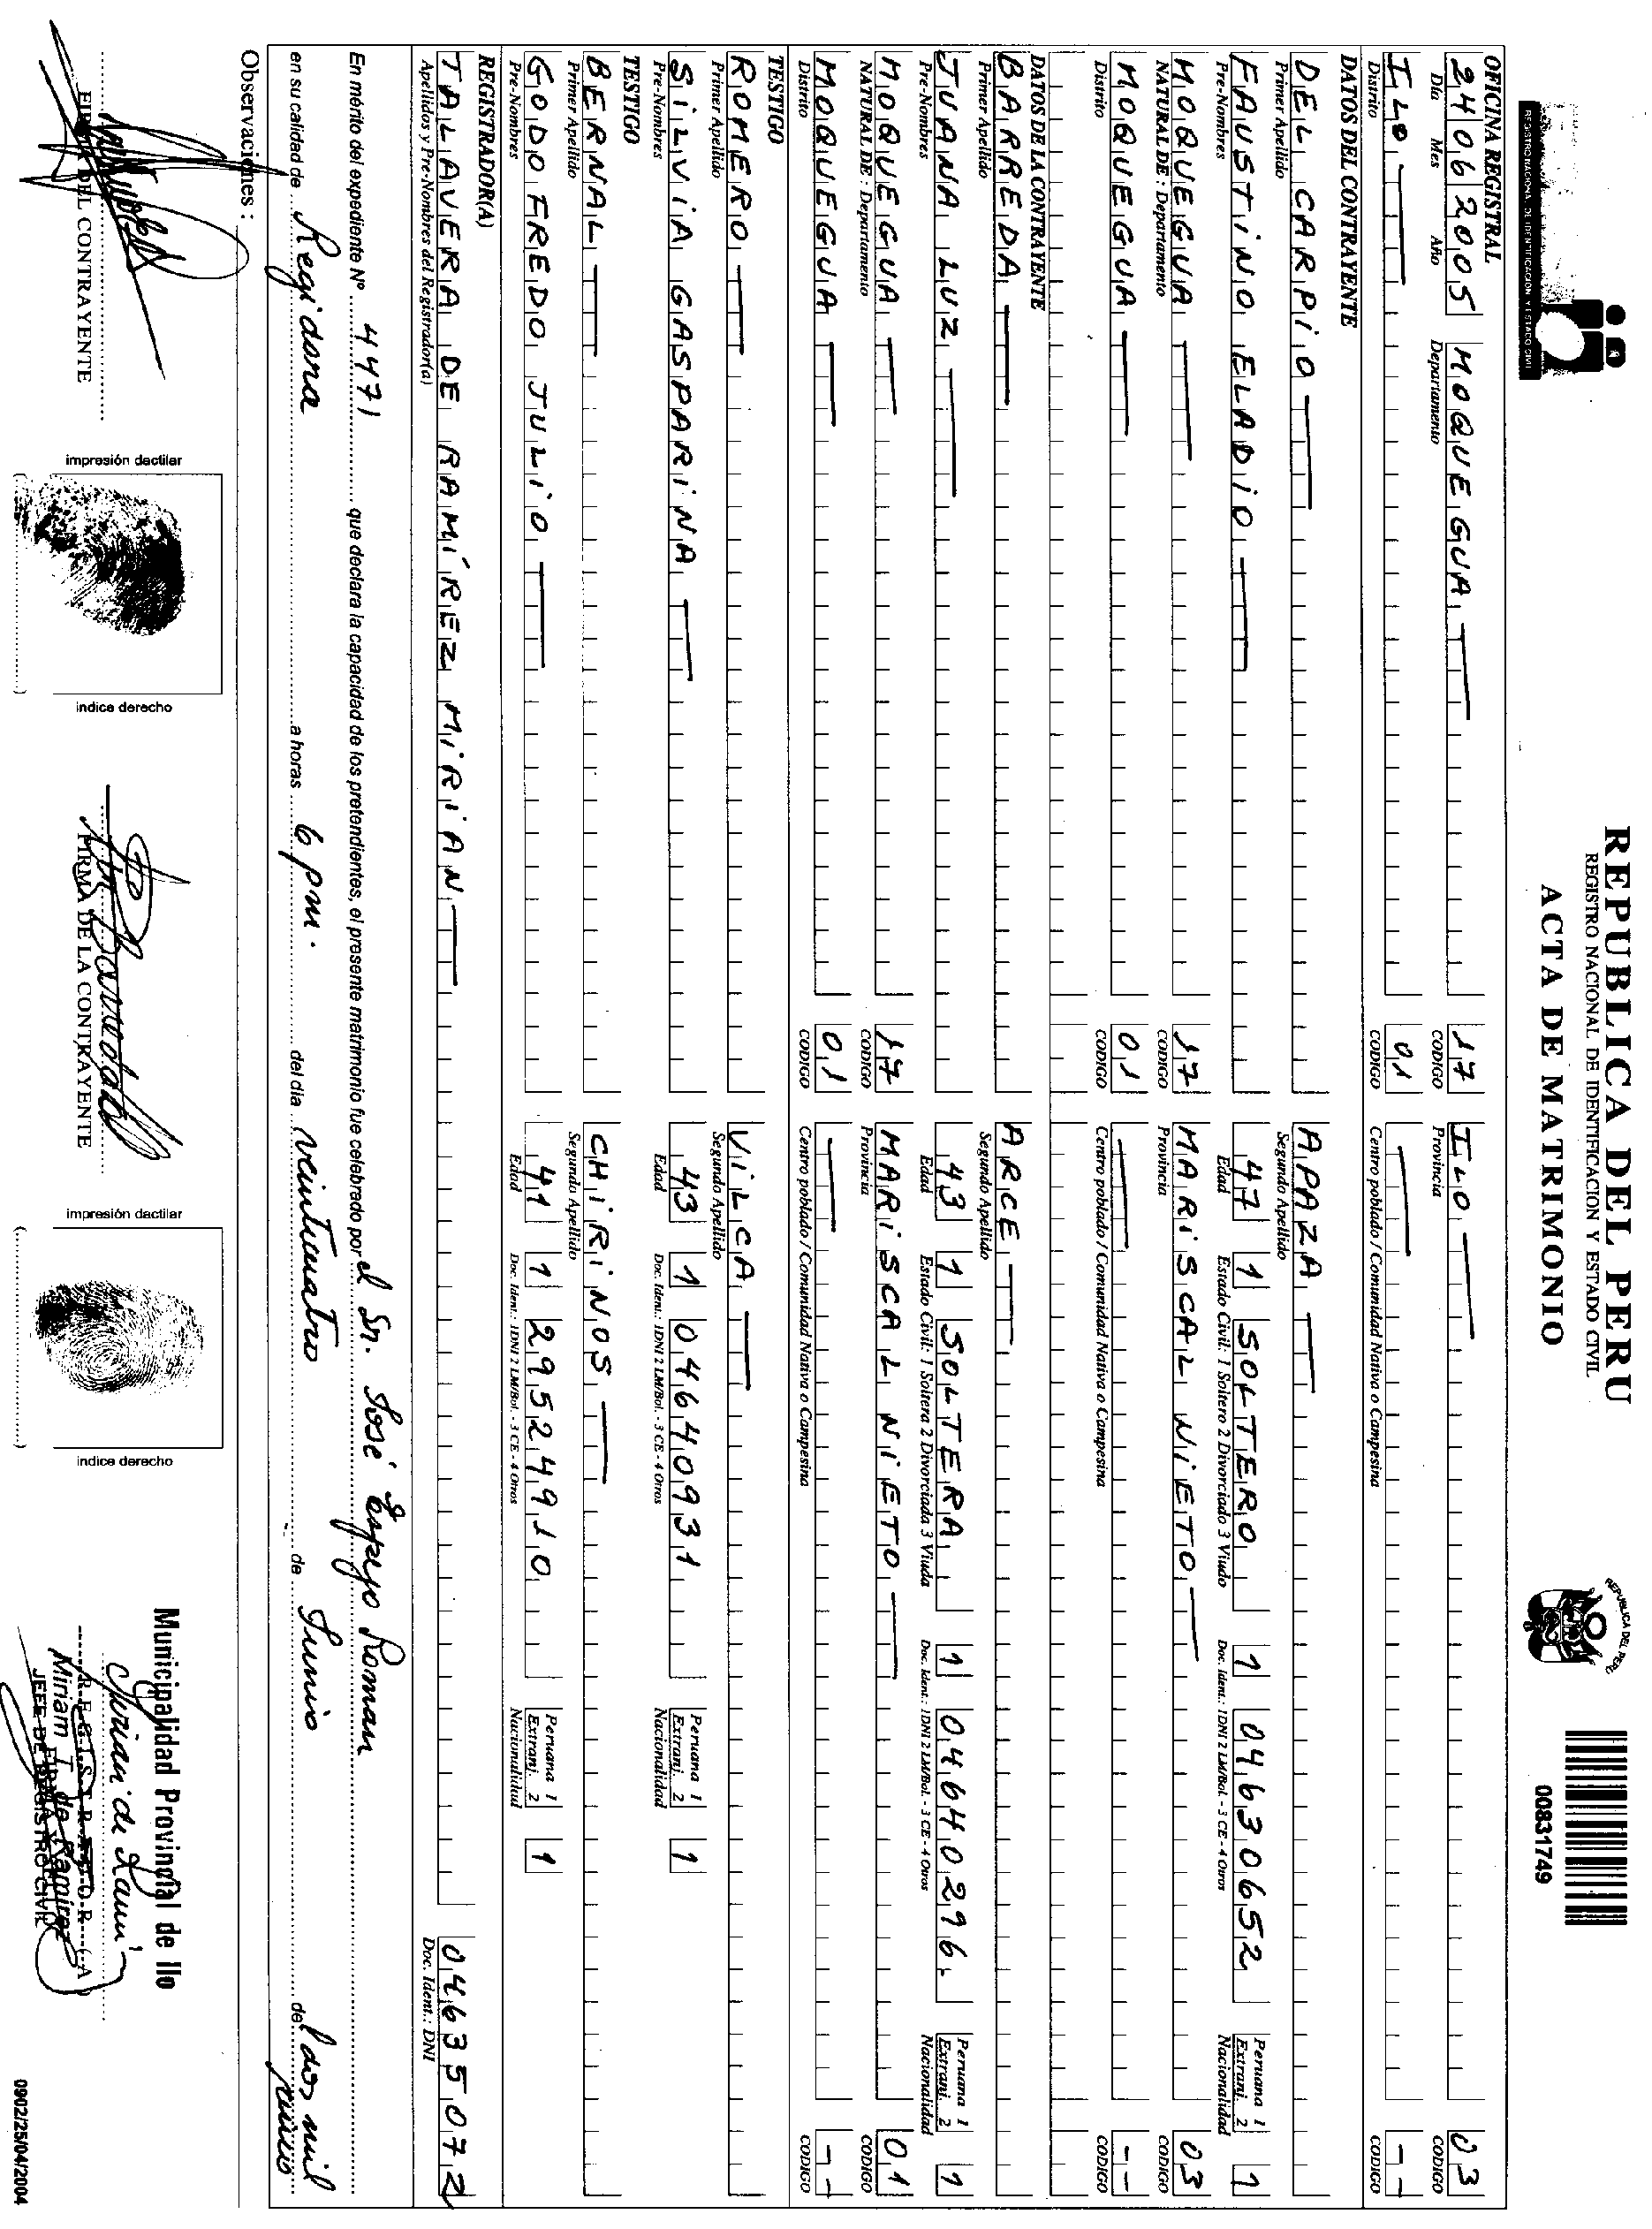 REPUBLICA DEL PERU
REGISTRO NACIONAL DE IDENTIFICACION Y ESTADO CIVIL
ACTA DE MATRIMONIO
REGISTRO NACIONAL DE IDENTIFICACION Y ESTADO CIVIL
REPUBLICA DEL PERU
00831749
OFICINA REGISTRAL
24 06 2005 MOQUEGUA 17 ILO 03
Dia Mes Año Departamento CODIGO Provincia CODIGO
ILO 01 --
Distrito CODIGO Centro poblado / Comunidad Nativa o Campesina CODIGO
DATOS DEL CONTRAYENTE
DEL CARPIO APAZA
Primer Apellido Segundo Apellido
FAUSTINO ELADIO 47 1 SOLTERO 1 04630652 Peruana 1 Extranj. 2 1
Pre-Nombres Edad Estado Civil: 1 Soltero 2 Divorciado 3 Viudo Doc. Ident.: 1DNI 2 LM/Bol. - 3 CE - 4 Otros Nacionalidad
MOQUEGUA 17 MARISCAL NIETO 03
NATURAL DE : Departamento CODIGO Provincia CODIGO
MOQUEGUA 01 --
Distrito CODIGO Centro poblado / Comunidad Nativa o Campesina CODIGO
DATOS DE LA CONTRAYENTE
BARREDA ARCE
Primer Apellido Segundo Apellido
JUANA LUZ 43 1 SOLTERA 1 04640296. Peruana 1 Extranj. 2 1
Pre-Nombres Edad Estado Civil: 1 Soltera 2 Divorciada 3 Viuda Doc. Ident.: 1DNI 2 LM/Bol. - 3 CE - 4 Otros Nacionalidad
MOQUEGUA 17 MARISCAL NIETO 01
NATURAL DE : Departamento CODIGO Provincia CODIGO
MOQUEGUA 01 --
Distrito CODIGO Centro poblado / Comunidad Nativa o Campesina CODIGO
TESTIGO
ROMERO VILCA
Primer Apellido Segundo Apellido
SILVIA GASPARINA 43 1 04640931 Peruana 1 Extranj. 2 1
Pre-Nombres Edad Doc. Ident.: 1DNI 2 LM/Bol. - 3 CE - 4 Otros Nacionalidad
TESTIGO
BERNAL CHIRINOS
Primer Apellido Segundo Apellido
GODOFREDO JULIO 41 1 29524910 Peruana 1 Extranj. 2 1
Pre-Nombres Edad Doc. Ident.: 1DNI 2 LM/Bol. - 3 CE - 4 Otros Nacionalidad
REGISTRADOR(A)
TALAVERA DE RAMÍREZ MIRIAN 04635072
Apellidos y Pre-Nombres del Registrador(a) Doc. Ident.: DNI
En mérito del expediente Nº 4471 que declara la capacidad de los pretendientes, el presente matrimonio fue celebrado por el Sr. José Espejo Roman
en su calidad de Regidora a horas 6 pm. del dia veinticuatro de Junio de l dos mil
Observaciones :
FIRMA DEL CONTRAYENTE
impresión dactilar
indice derecho
FIRMA DE LA CONTRAYENTE
impresión dactilar
indice derecho
Municipalidad Provincial de Ilo
REGISTRADOR (A)
Miriam T. de Ramirez
JEFE DE REGISTRO CIVIL
0902/25/04/2004